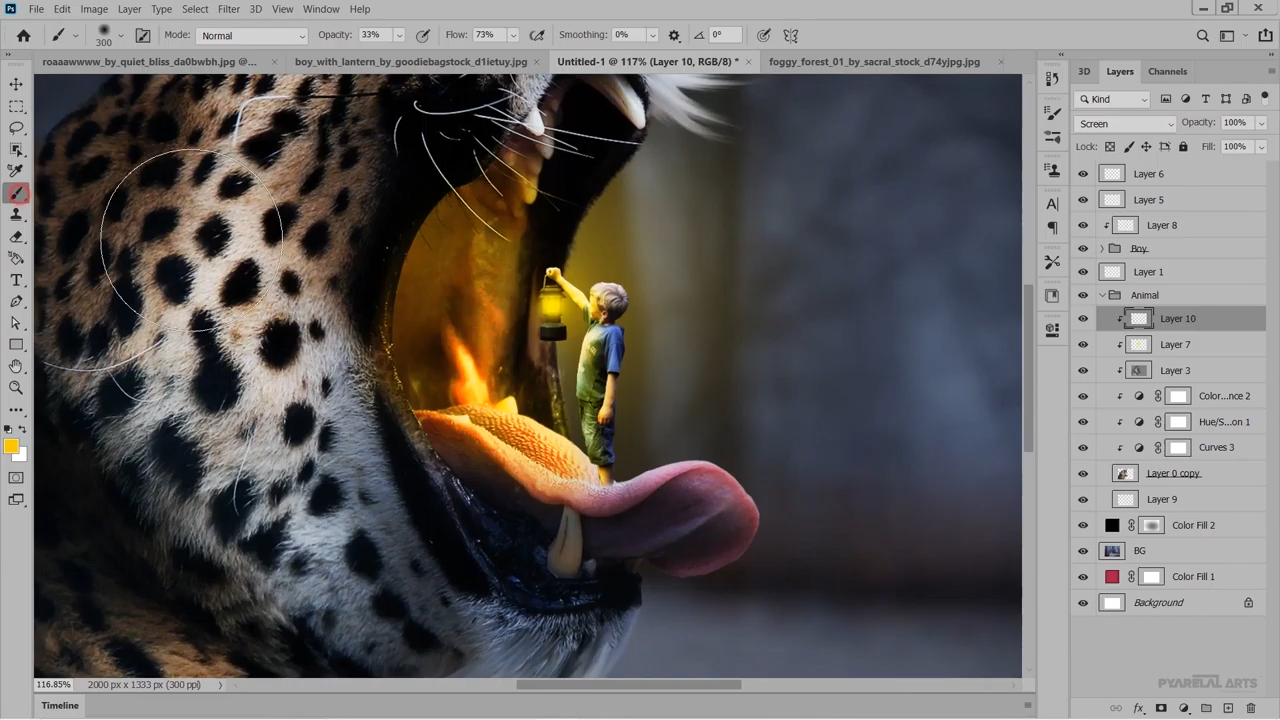 Ps File Edit Image Layer Type Select Filter 3D View Window Help
300 Mode: Normal Opacity: 33% Flow: 73% Smoothing: 0% 0°
roaaawwww_by_quiet_bliss_da0bwbh.jpg @... × boy_with_lantern_by_goodiebagstock_d1ietuy.jpg × Untitled-1 @ 117% (Layer 10, RGB/8) * × foggy_forest_01_by_sacral_stock_d74yjpg.jpg ×
3D Layers Channels
Kind
Screen Opacity: 100%
Lock: Fill: 100%
Layer 6
Layer 5
Layer 8
Boy
Layer 1
Animal
Layer 10
Layer 7
Layer 3
Color...nce 2
Hue/S...on 1
Curves 3
Layer 0 copy
Layer 9
Color Fill 2
BG
Color Fill 1
Background
PYARELAL ARTS
116.85% 2000 px x 1333 px (300 ppi)
Timeline
fx